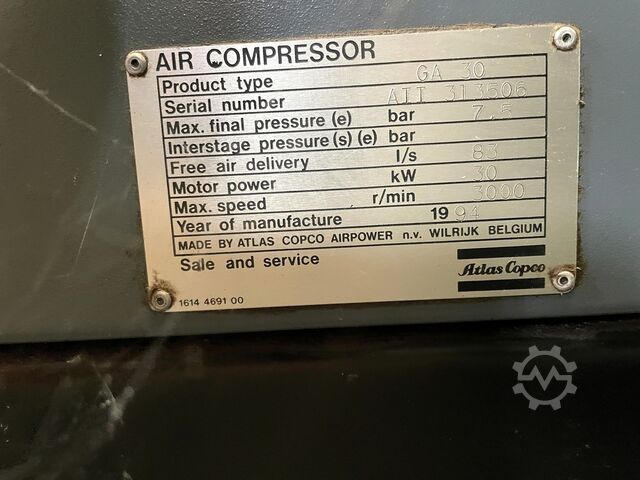 AIR COMPRESSOR
Product type GA 30
Serial number AII 313506
Max. final pressure (e) bar 7.5
Interstage pressure (s) (e) bar
Free air delivery l/s 83
Motor power kW 30
Max. speed r/min 3000
Year of manufacture 1994
MADE BY ATLAS COPCO AIRPOWER n.v. WILRIJK BELGIUM
Sale and service
Atlas Copco
1614 4691 00